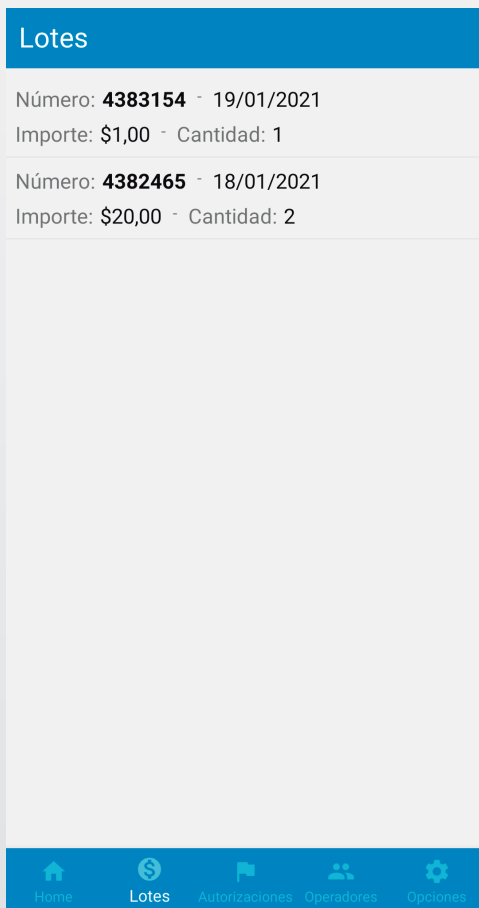 Lotes
Número: 4383154 - 19/01/2021
Importe: $1,00 - Cantidad: 1
Número: 4382465 - 18/01/2021
Importe: $20,00 - Cantidad: 2
Home Lotes Autorizaciones Operadores Opciones